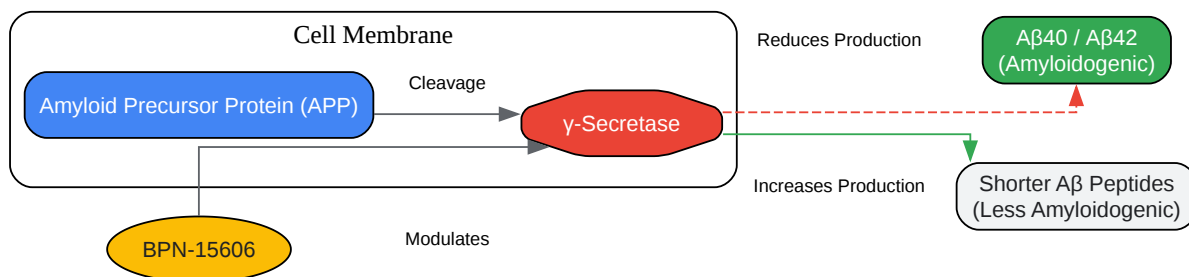 Cell Membrane
Amyloid Precursor Protein (APP)
Cleavage
γ-Secretase
Reduces Production
Aβ40 / Aβ42
(Amyloidogenic)
Increases Production
Shorter Aβ Peptides
(Less Amyloidogenic)
BPN-15606
Modulates